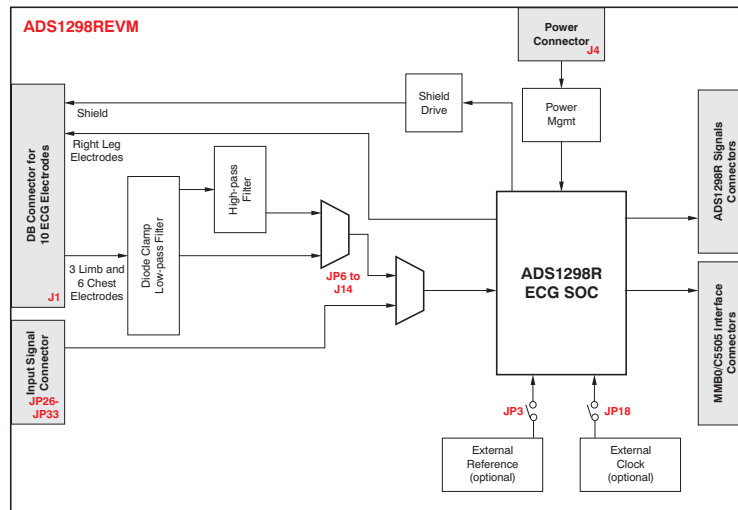 ADS1298REVM
Power
Connector
J4
Shield
Drive
Power
Mgmt
Shield
Right Leg
Electrodes
DB Connector for
10 ECG Electrodes
J1
High-pass
Filter
Diode Clamp
Low-pass Filter
3 Limb and
6 Chest
Electrodes
JP6 to
J14
ADS1298R
ECG SOC
ADS1298R Signals
Connectors
MMB0/C5505 Interface
Connectors
Input Signal
Connector
JP26-
JP33
JP3
JP18
External
Reference
(optional)
External
Clock
(optional)